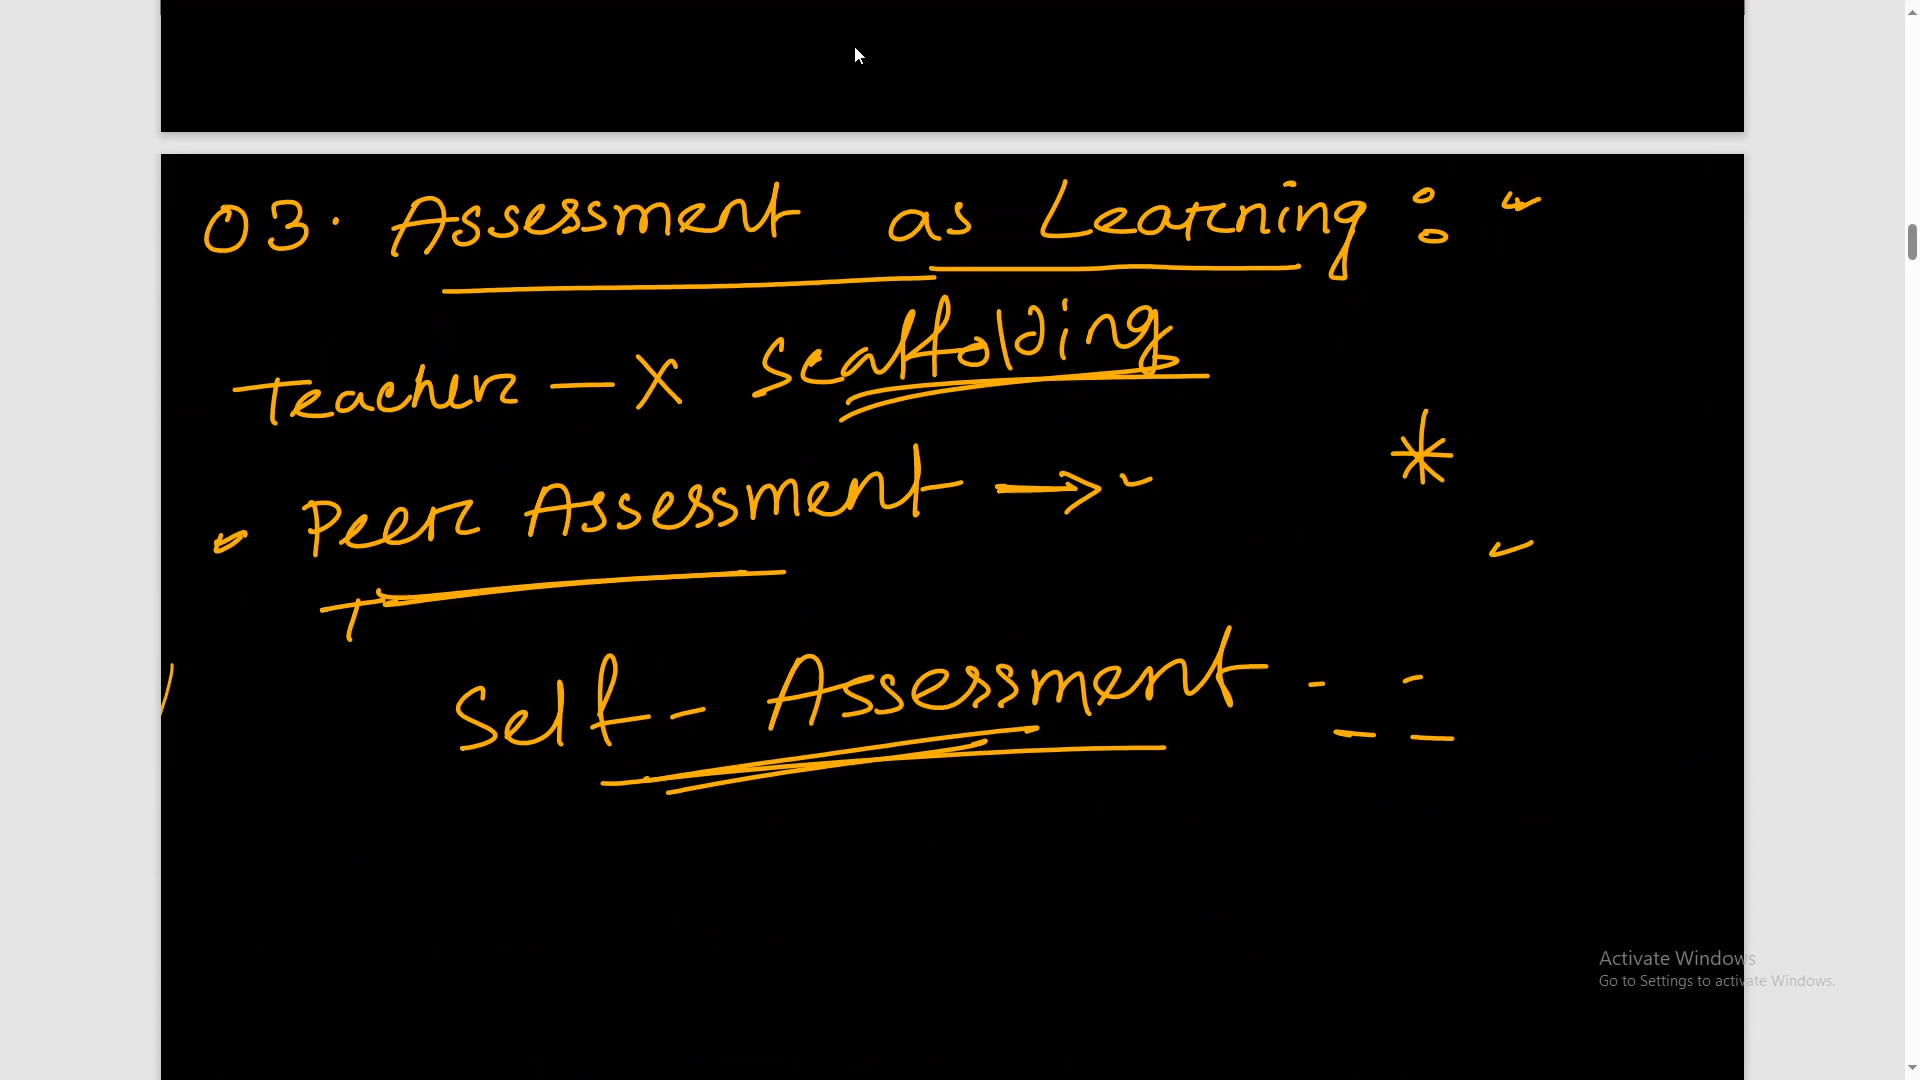 03. Assessment as Learning :
Teacher — X Scaffolding
Peer Assessment →
Self - Assessment - -
Activate Windows
Go to Settings to activate Windows.